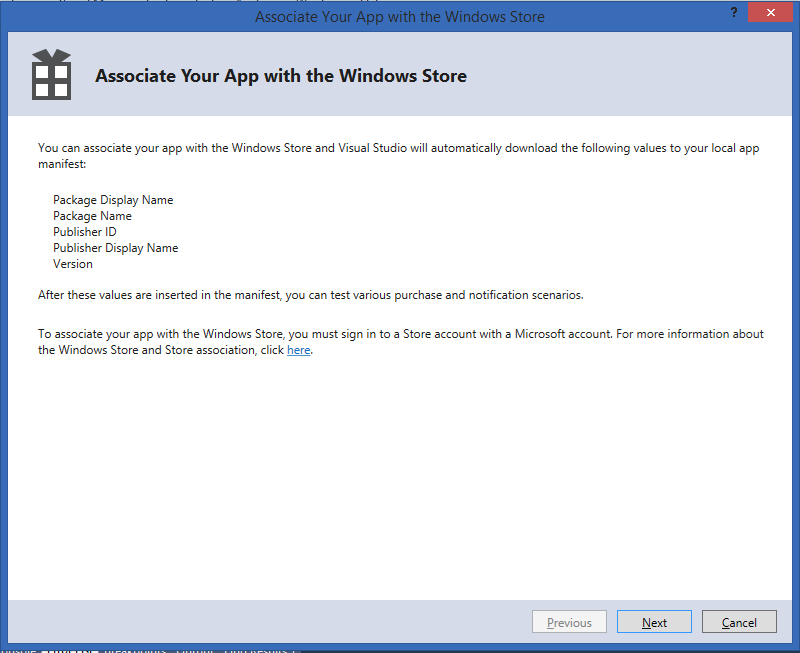 Associate Your App with the Windows Store
?
Associate Your App with the Windows Store
You can associate your app with the Windows Store and Visual Studio will automatically download the following values to your local app
manifest:
Package Display Name
Package Name
Publisher ID
Publisher Display Name
Version
After these values are inserted in the manifest, you can test various purchase and notification scenarios.
To associate your app with the Windows Store, you must sign in to a Store account with a Microsoft account. For more information about
the Windows Store and Store association, click here.
Previous Next Cancel